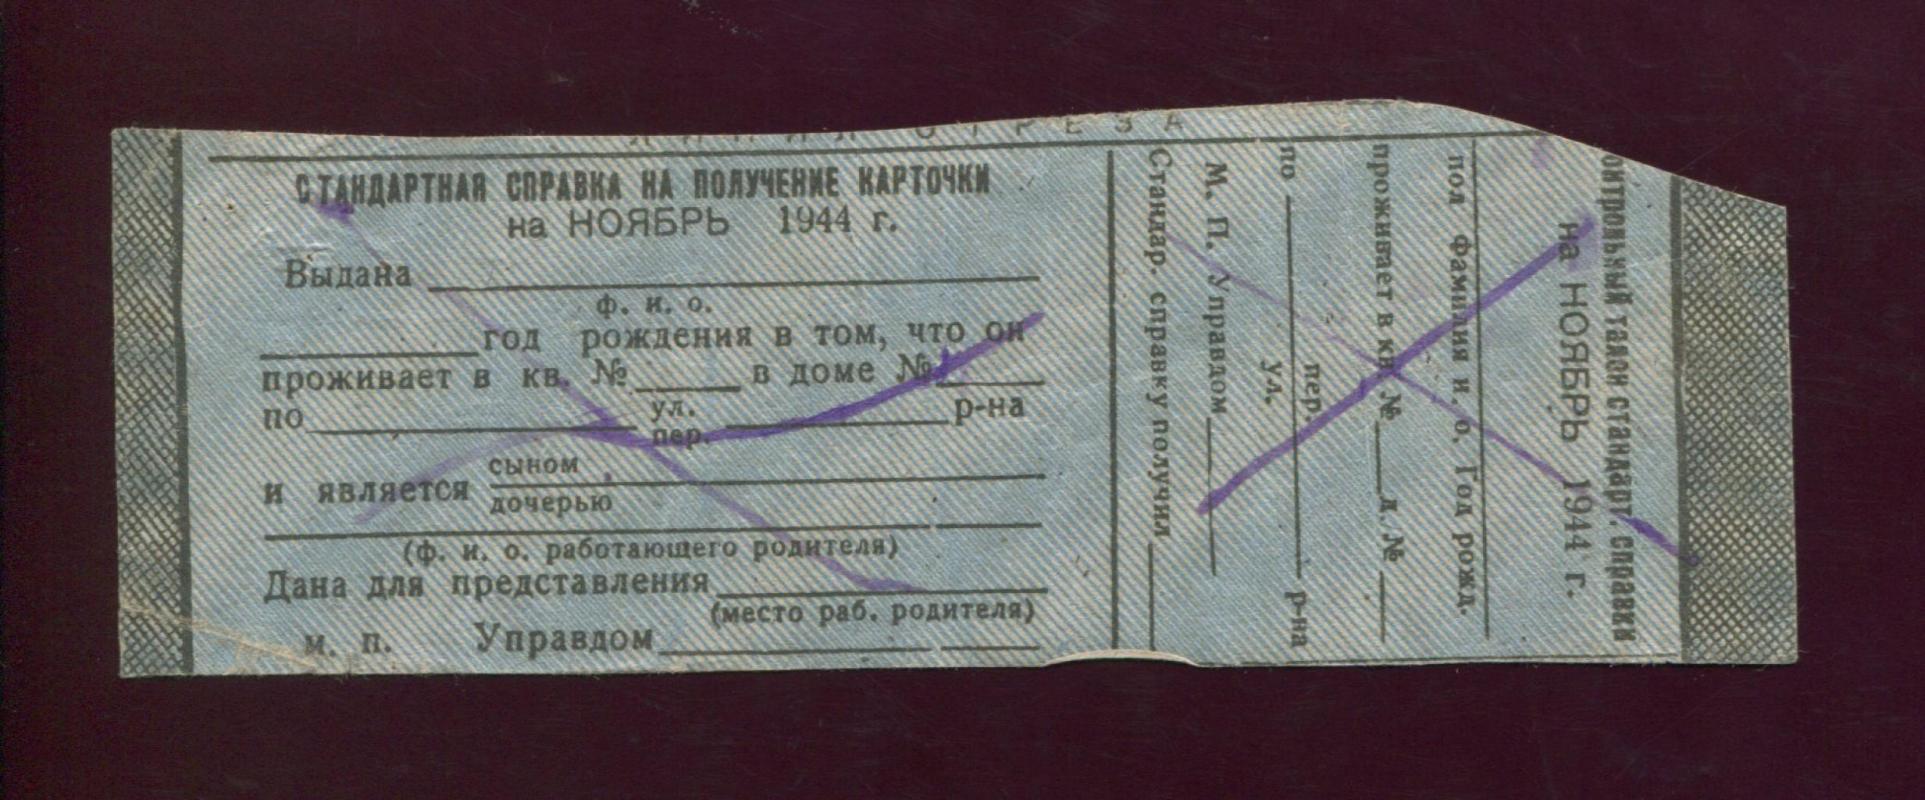 ЛИНИЯ ОТРЕЗА
СТАНДАРТНАЯ СПРАВКА НА ПОЛУЧЕНИЕ КАРТОЧКИ
на НОЯБРЬ 1944 г.
Выдана
ф. и. о.
год рождения в том, что он
проживает в кв. № в доме №
по ул. р-на
пер.
и является сыном
дочерью
(ф. и. о. работающего родителя)
Дана для представления
(место раб. родителя)
м. п. Управдом
онтрольный талон стандарт. справки
на НОЯБРЬ 1944 г.
пол фамилия и. о. Год рожд.
проживает в кв № д. №
по пер. р-на
ул.
М. П. Управдом
Стандар. справку получил